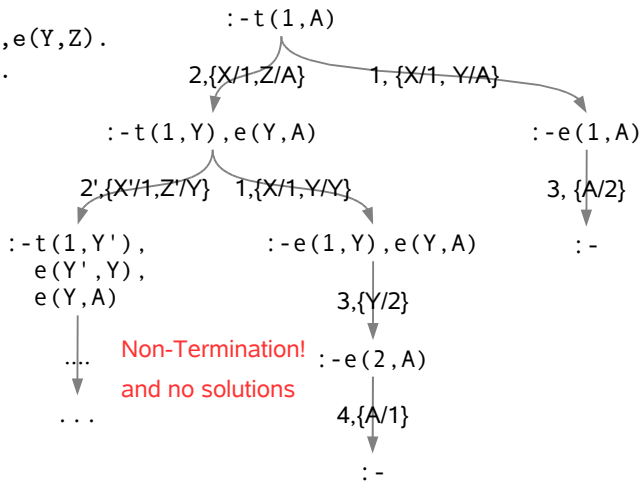 :-t(1,A)
,e(Y,Z).
.
2,{X/1,Z/A} 1, {X/1, Y/A}
:-t(1,Y),e(Y,A) :-e(1,A)
2',{X'/1,Z'/Y} 1,{X/1,Y/Y} 3, {A/2}
:-t(1,Y'), :-e(1,Y),e(Y,A) :-
e(Y',Y),
e(Y,A)
3,{Y/2}
.... Non-Termination! :-e(2,A)
and no solutions
... 4,{A/1}
:-